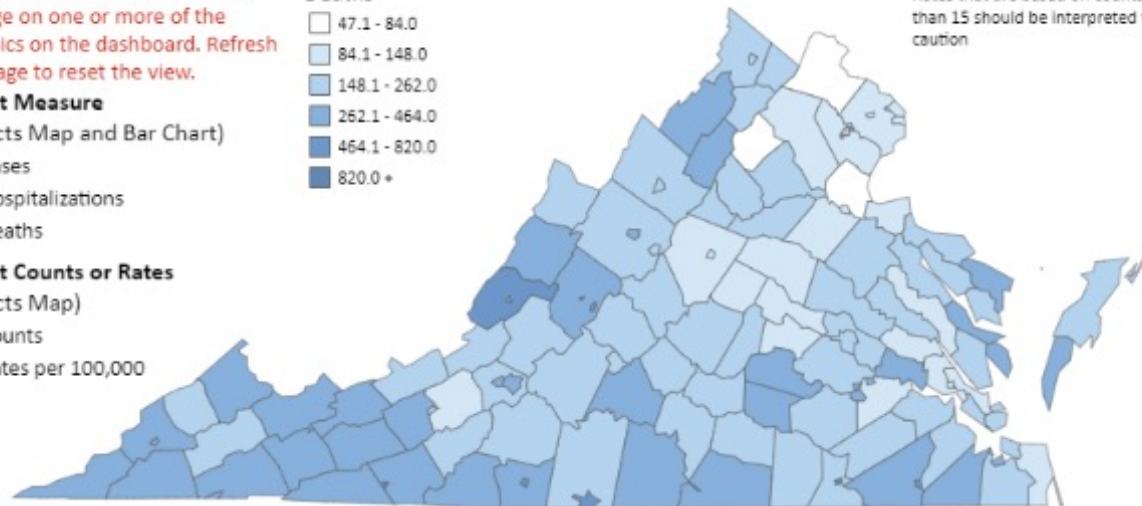 ge on one or more of the
ics on the dashboard. Refresh
age to reset the view.
t Measure
cts Map and Bar Chart)
ses
ospitalizations
eaths
t Counts or Rates
cts Map)
ounts
ates per 100,000
47.1 - 84.0
84.1 - 148.0
148.1 - 262.0
262.1 - 464.0
464.1 - 820.0
820.0 +
than 15 should be interpreted
caution